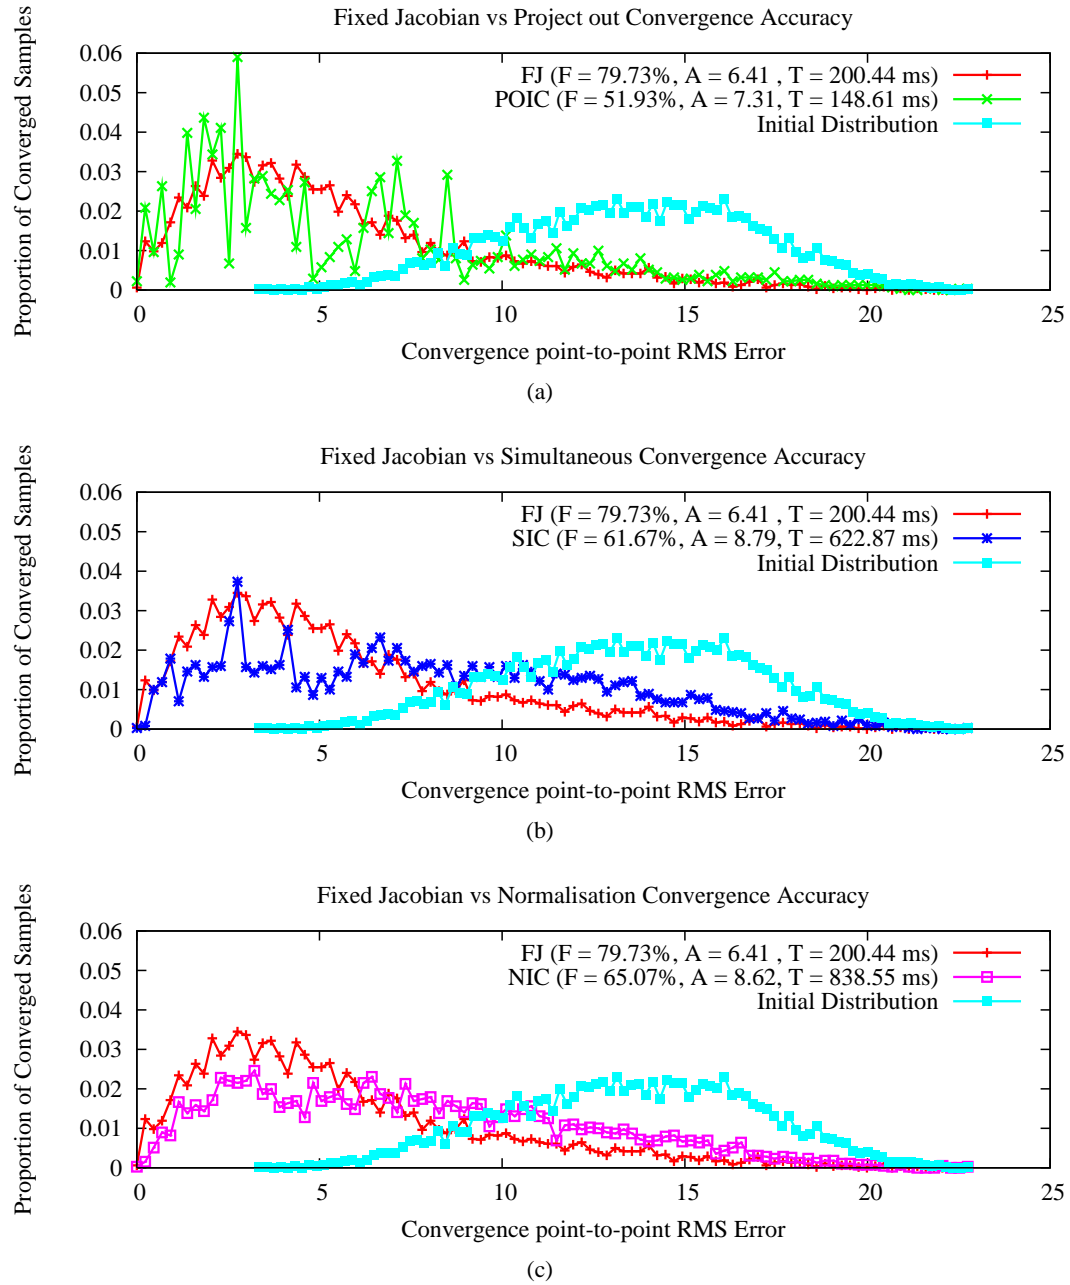 Fixed Jacobian vs Project out Convergence Accuracy
Proportion of Converged Samples
0.06
0.05
0.04
0.03
0.02
0.01
0
FJ (F = 79.73%, A = 6.41 , T = 200.44 ms)
POIC (F = 51.93%, A = 7.31, T = 148.61 ms)
Initial Distribution
0 5 10 15 20 25
Convergence point-to-point RMS Error
(a)
Fixed Jacobian vs Simultaneous Convergence Accuracy
Proportion of Converged Samples
0.06
0.05
0.04
0.03
0.02
0.01
0
FJ (F = 79.73%, A = 6.41 , T = 200.44 ms)
SIC (F = 61.67%, A = 8.79, T = 622.87 ms)
Initial Distribution
0 5 10 15 20 25
Convergence point-to-point RMS Error
(b)
Fixed Jacobian vs Normalisation Convergence Accuracy
Proportion of Converged Samples
0.06
0.05
0.04
0.03
0.02
0.01
0
FJ (F = 79.73%, A = 6.41 , T = 200.44 ms)
NIC (F = 65.07%, A = 8.62, T = 838.55 ms)
Initial Distribution
0 5 10 15 20 25
Convergence point-to-point RMS Error
(c)